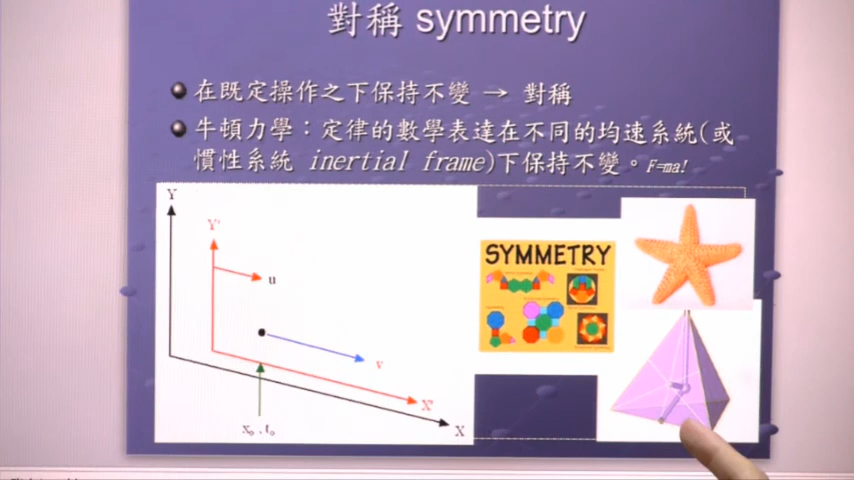 對稱 symmetry
在既定操作之下保持不變 → 對稱
牛頓力學：定律的數學表達在不同的均速系統(或
慣性系統 inertial frame)下保持不變。F=ma!
Y
Y'
u
v
X'
X
x₀ , t₀
SYMMETRY